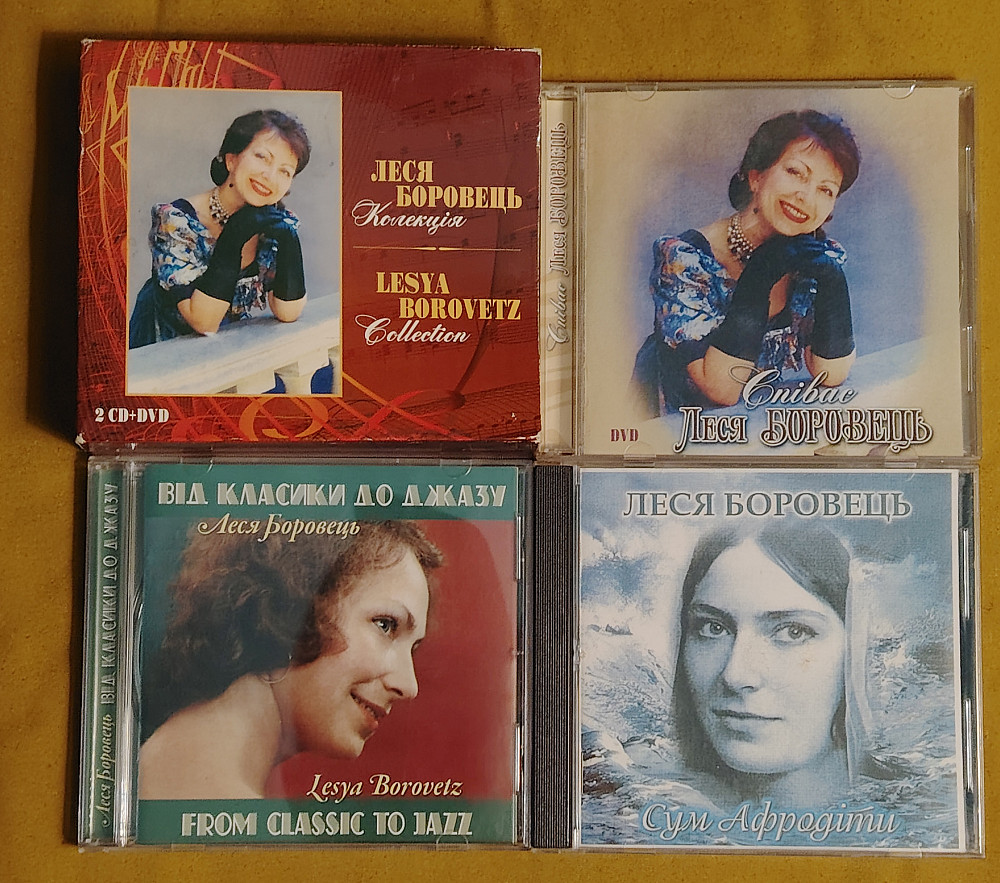 ЛЕСЯ
БОРОВЕЦЬ
Колекція
LESYA
BOROVETZ
Collection
2 CD+DVD
Співає Леся БОРОВЕЦЬ
Співає
Леся БОРОВЕЦЬ
DVD
Леся Боровець ВІД КЛАСИКИ ДО ДЖАЗУ
ВІД КЛАСИКИ ДО ДЖАЗУ
Леся Боровець
Lesya Borovetz
FROM CLASSIC TO JAZZ
ЛЕСЯ БОРОВЕЦЬ
Сум Афродіти